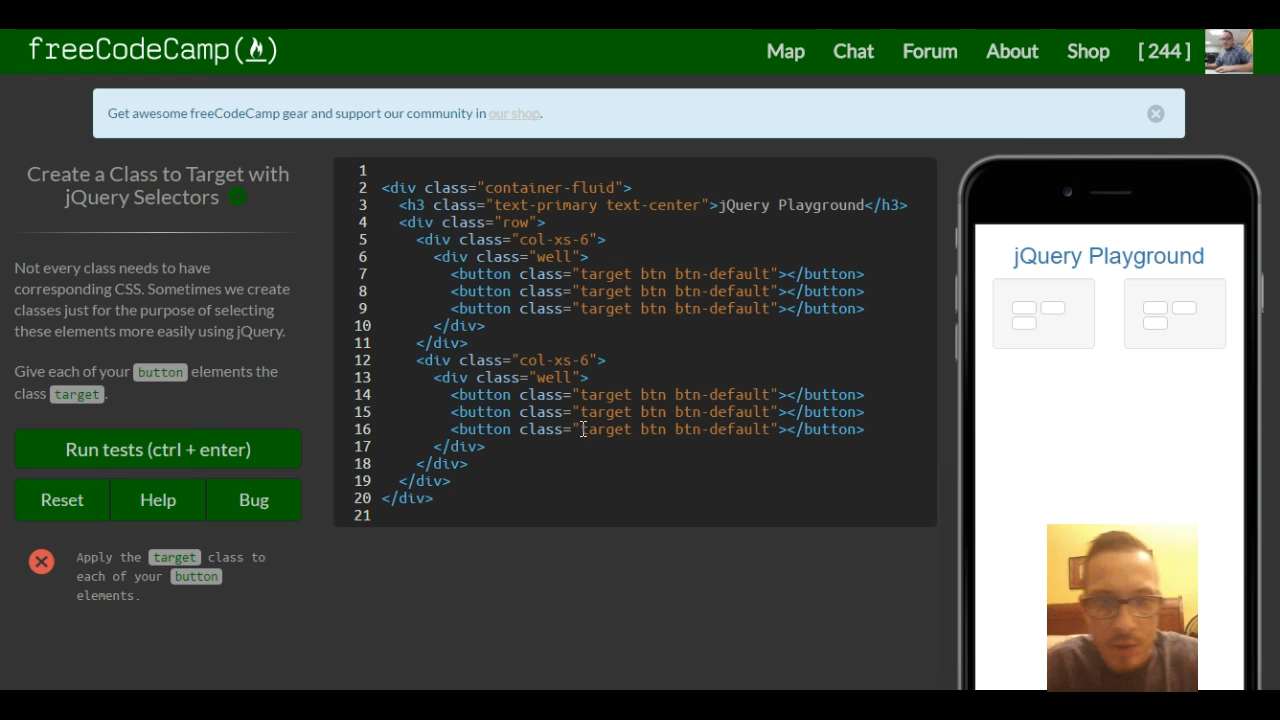 freeCodeCamp(🔥)
Map Chat Forum About Shop [ 244 ]
Get awesome freeCodeCamp gear and support our community in our shop.
Create a Class to Target with
jQuery Selectors
Not every class needs to have
corresponding CSS. Sometimes we create
classes just for the purpose of selecting
these elements more easily using jQuery.
Give each of your button elements the
class target.
Run tests (ctrl + enter)
Reset Help Bug
Apply the target class to
each of your button
elements.
1
2 <div class="container-fluid">
3 <h3 class="text-primary text-center">jQuery Playground</h3>
4 <div class="row">
5 <div class="col-xs-6">
6 <div class="well">
7 <button class="target btn btn-default"></button>
8 <button class="target btn btn-default"></button>
9 <button class="target btn btn-default"></button>
10 </div>
11 </div>
12 <div class="col-xs-6">
13 <div class="well">
14 <button class="target btn btn-default"></button>
15 <button class="target btn btn-default"></button>
16 <button class="target btn btn-default"></button>
17 </div>
18 </div>
19 </div>
20 </div>
21
jQuery Playground